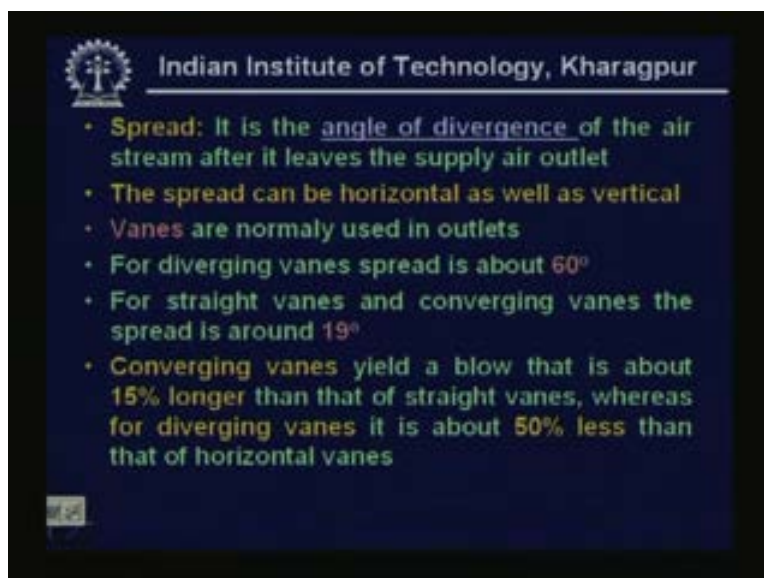 Indian Institute of Technology, Kharagpur
• Spread: It is the angle of divergence of the air
stream after it leaves the supply air outlet
• The spread can be horizontal as well as vertical
• Vanes are normaly used in outlets
• For diverging vanes spread is about 60º
• For straight vanes and converging vanes the
spread is around 19º
• Converging vanes yield a blow that is about
15% longer than that of straight vanes, whereas
for diverging vanes it is about 50% less than
that of horizontal vanes